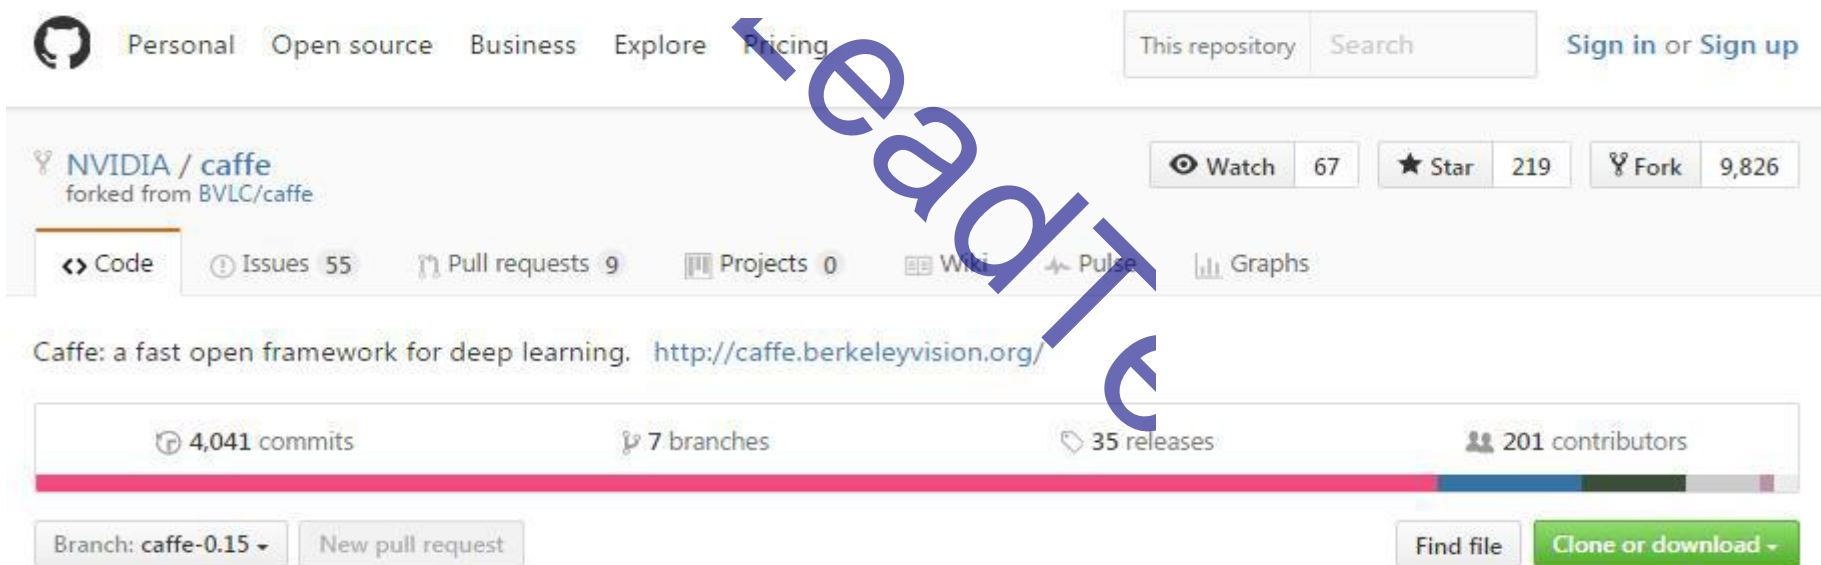 Personal Open source Business Explore Pricing This repository Search Sign in or Sign up
NVIDIA / caffe Watch 67 Star 219 Fork 9,826
forked from BVLC/caffe
<> Code Issues 55 Pull requests 9 Projects 0 Wiki Pulse Graphs
Caffe: a fast open framework for deep learning. http://caffe.berkeleyvision.org/
4,041 commits 7 branches 35 releases 201 contributors
Branch: caffe-0.15 New pull request Find file Clone or download
eadTe